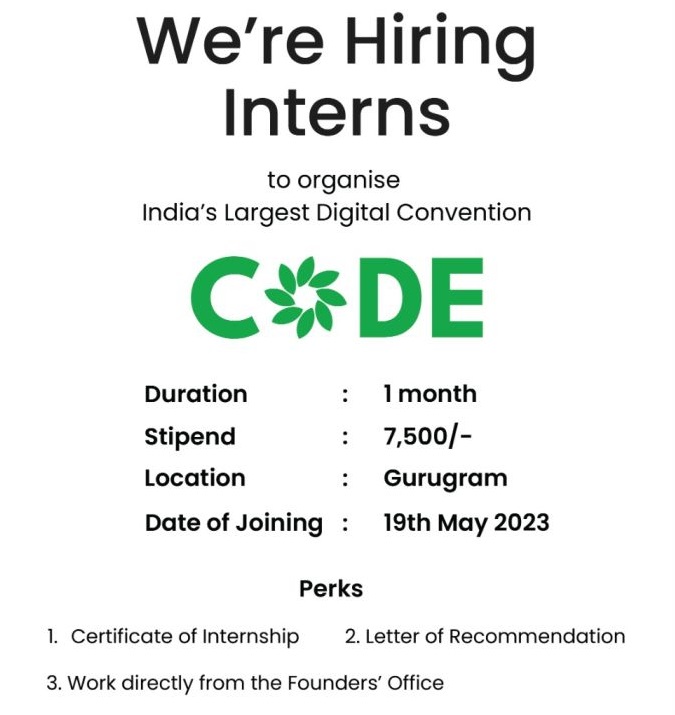 We're Hiring
Interns
to organise
India's Largest Digital Convention
CODE
Duration : 1 month
Stipend : 7,500/-
Location : Gurugram
Date of Joining : 19th May 2023
Perks
1. Certificate of Internship 2. Letter of Recommendation
3. Work directly from the Founders' Office